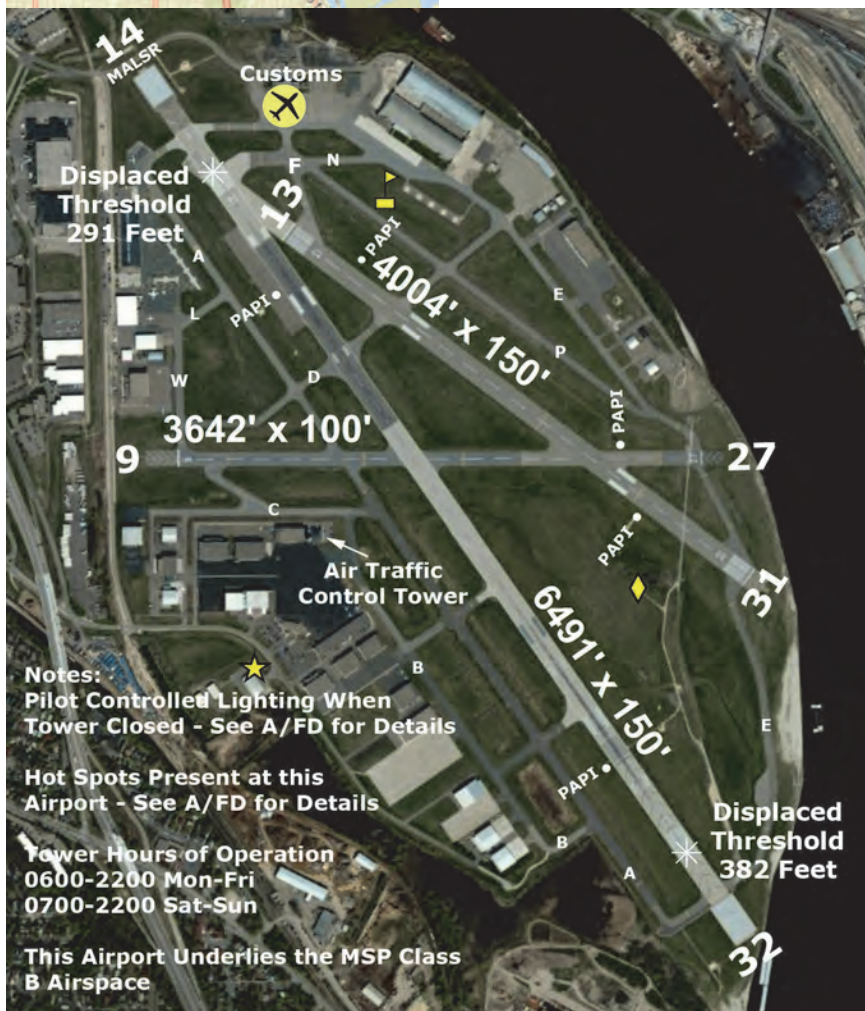 14
MALSR
Customs
F
N
Displaced
Threshold
291 Feet
13
PAPI
A
PAPI
4004' x 150'
E
L
P
W
D
3642' x 100'
PAPI
9
27
C
PAPI
Air Traffic
Control Tower
31
6491' x 150'
B
Notes:
Pilot Controlled Lighting When
Tower Closed - See A/FD for Details
E
Hot Spots Present at this
Airport - See A/FD for Details
PAPI
Displaced
Threshold
382 Feet
Tower Hours of Operation
0600-2200 Mon-Fri
0700-2200 Sat-Sun
B
A
This Airport Underlies the MSP Class
B Airspace
32